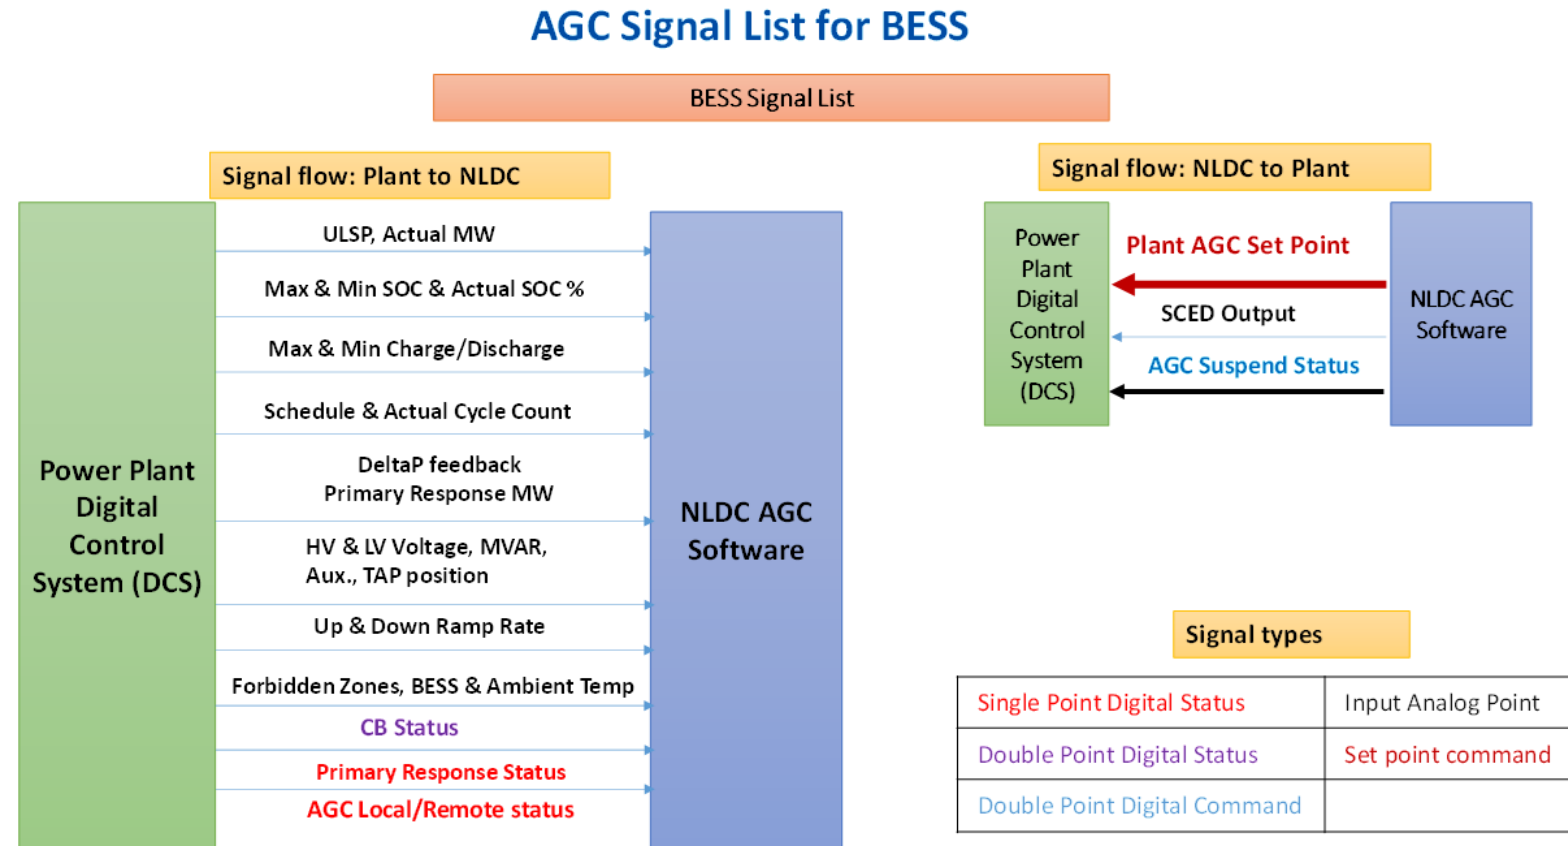 AGC Signal List for BESS
BESS Signal List
Signal flow: Plant to NLDC
Power Plant
Digital
Control
System (DCS)
ULSP, Actual MW
Max & Min SOC & Actual SOC %
Max & Min Charge/Discharge
Schedule & Actual Cycle Count
DeltaP feedback
Primary Response MW
HV & LV Voltage, MVAR,
Aux., TAP position
Up & Down Ramp Rate
Forbidden Zones, BESS & Ambient Temp
CB Status
Primary Response Status
AGC Local/Remote status
NLDC AGC
Software
Signal flow: NLDC to Plant
Power
Plant
Digital
Control
System
(DCS)
Plant AGC Set Point
SCED Output
AGC Suspend Status
NLDC AGC
Software
Signal types
Single Point Digital Status
Input Analog Point
Double Point Digital Status
Set point command
Double Point Digital Command